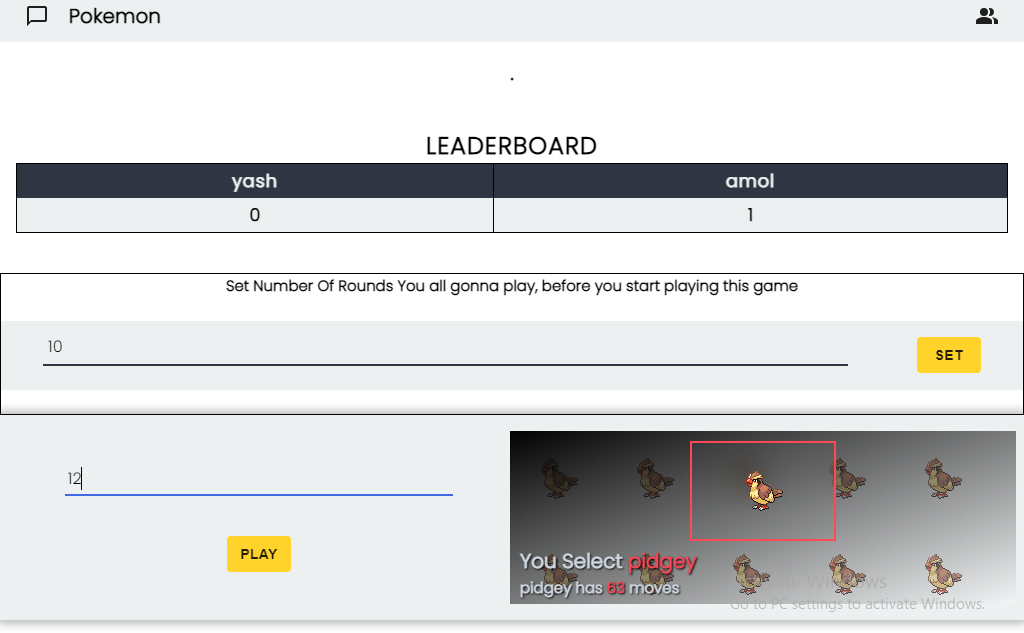 Pokemon
.
LEADERBOARD
yash amol
0 1
Set Number Of Rounds You all gonna play, before you start playing this game
10
SET
12
PLAY
You Select pidgey
pidgey has 63 moves
Windows
Go to PC settings to activate Windows.